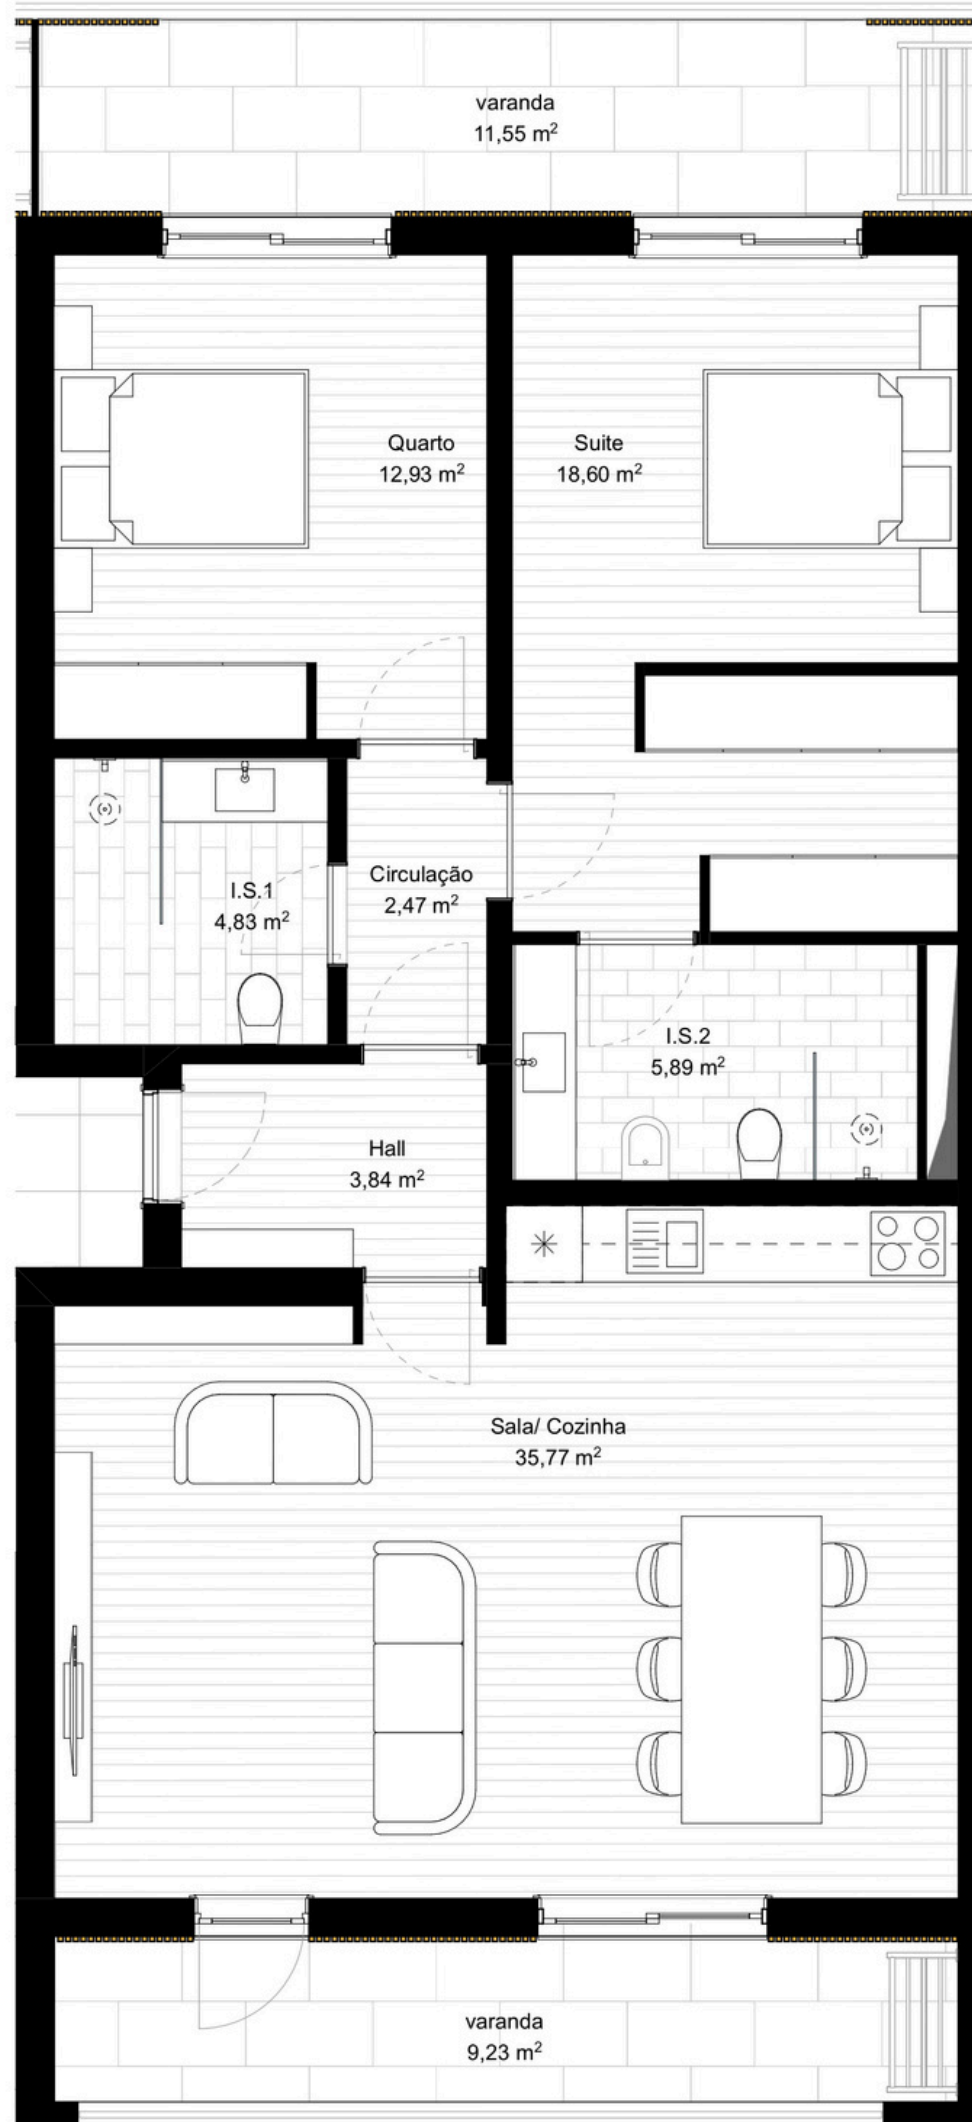 varanda
11,55 m²
Quarto
12,93 m²
Suite
18,60 m²
I.S.1
4,83 m²
Circulação
2,47 m²
I.S.2
5,89 m²
Hall
3,84 m²
Sala/ Cozinha
35,77 m²
varanda
9,23 m²